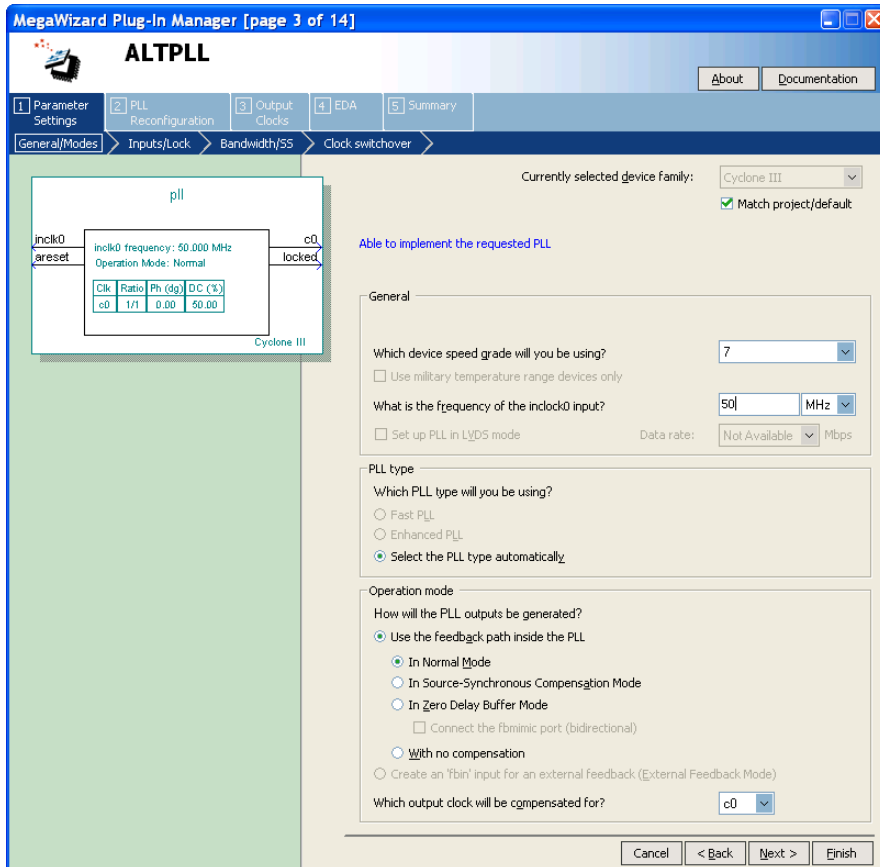 MegaWizard Plug-In Manager [page 3 of 14]
ALTPLL
About
Documentation
1 Parameter Settings
2 PLL Reconfiguration
3 Output Clocks
4 EDA
5 Summary
General/Modes
Inputs/Lock
Bandwidth/SS
Clock switchover
pll
inclk0
areset
inclk0 frequency: 50.000 MHz
Operation Mode: Normal
Clk Ratio Ph (dg) DC (%)
c0 1/1 0.00 50.00
c0
locked
Cyclone III
Currently selected device family: Cyclone III
Match project/default
Able to implement the requested PLL
General
Which device speed grade will you be using? 7
Use military temperature range devices only
What is the frequency of the inclock0 input? 50 MHz
Set up PLL in LVDS mode Data rate: Not Available Mbps
PLL type
Which PLL type will you be using?
Fast PLL
Enhanced PLL
Select the PLL type automatically
Operation mode
How will the PLL outputs be generated?
Use the feedback path inside the PLL
In Normal Mode
In Source-Synchronous Compensation Mode
In Zero Delay Buffer Mode
Connect the fbmimic port (bidirectional)
With no compensation
Create an 'fbin' input for an external feedback (External Feedback Mode)
Which output clock will be compensated for? c0
Cancel < Back Next > Finish